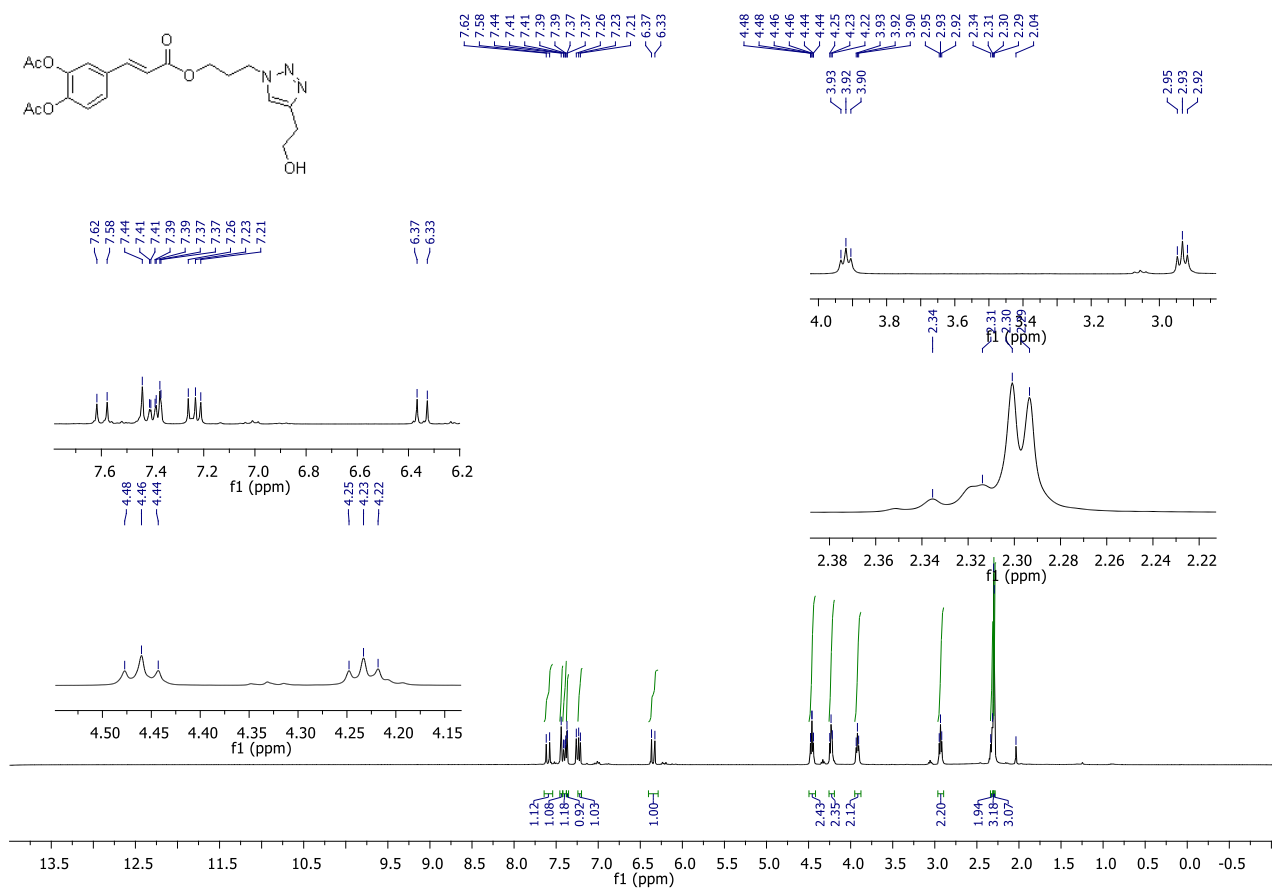 7.62 7.58 7.44 7.41 7.41 7.39 7.39 7.37 7.37 7.26 7.23 7.21 6.37 6.33 4.48 4.48 4.46 4.46 4.44 4.44 4.25 4.23 4.22 3.93 3.92 3.90 2.95 2.93 2.92 2.34 2.31 2.30 2.29 2.04
O
AcO
AcO
O
N
N
N
OH
3.93 3.92 3.90 2.95 2.93 2.92
4.0 3.8 3.6 3.4 3.2 3.0
f1 (ppm)
7.62 7.58 7.44 7.41 7.41 7.39 7.39 7.37 7.37 7.26 7.23 7.21 6.37 6.33
7.6 7.4 7.2 7.0 6.8 6.6 6.4 6.2
f1 (ppm)
2.34 2.31 2.30 2.29
2.38 2.36 2.34 2.32 2.30 2.28 2.26 2.24 2.22
f1 (ppm)
4.48 4.46 4.44 4.25 4.23 4.22
4.50 4.45 4.40 4.35 4.30 4.25 4.20 4.15
f1 (ppm)
1.12 1.08 1.18 0.92 1.03 1.00 2.43 2.35 2.12 2.20 1.94 3.18 3.07
13.5 12.5 11.5 10.5 9.5 9.0 8.5 8.0 7.5 7.0 6.5 6.0 5.5 5.0 4.5 4.0 3.5 3.0 2.5 2.0 1.5 1.0 0.5 0.0 -0.5
f1 (ppm)